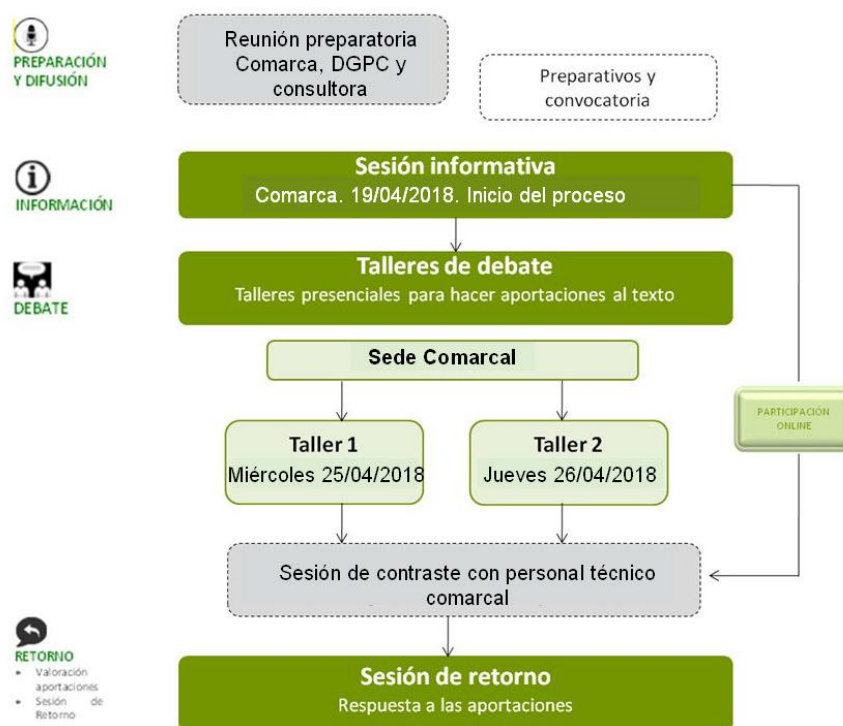 PREPARACIÓN
Y DIFUSIÓN
Reunión preparatoria
Comarca, DGPC y
consultora
Preparativos y
convocatoria
INFORMACIÓN
Sesión informativa
Comarca. 19/04/2018. Inicio del proceso
DEBATE
Talleres de debate
Talleres presenciales para hacer aportaciones al texto
Sede Comarcal
Taller 1
Miércoles 25/04/2018
Taller 2
Jueves 26/04/2018
PARTICIPACIÓN
ONLINE
Sesión de contraste con personal técnico
comarcal
RETORNO
• Valoración
aportaciones
• Sesión de
Retorno
Sesión de retorno
Respuesta a las aportaciones